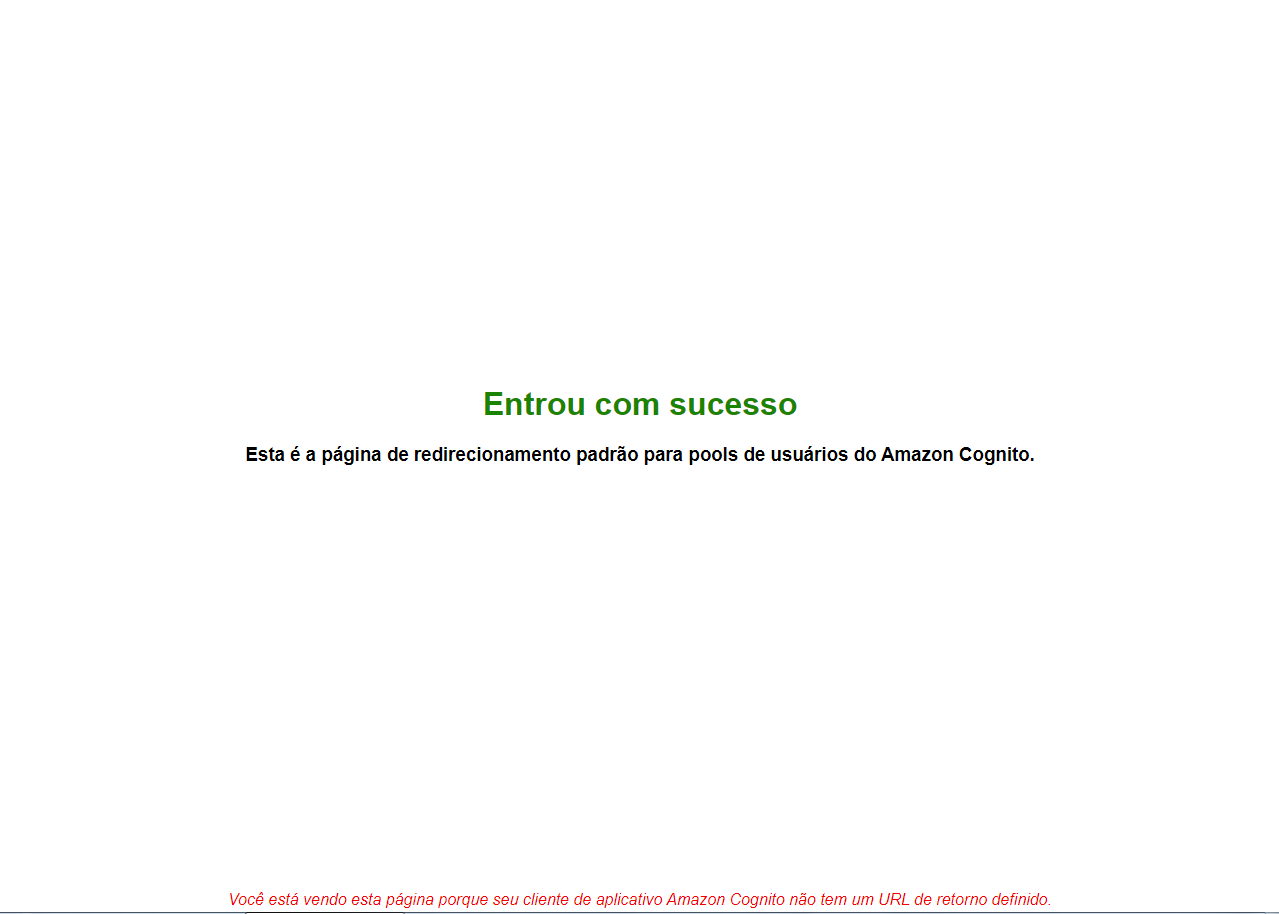 Entrou com sucesso
Esta é a página de redirecionamento padrão para pools de usuários do Amazon Cognito.
Você está vendo esta página porque seu cliente de aplicativo Amazon Cognito não tem um URL de retorno definido.